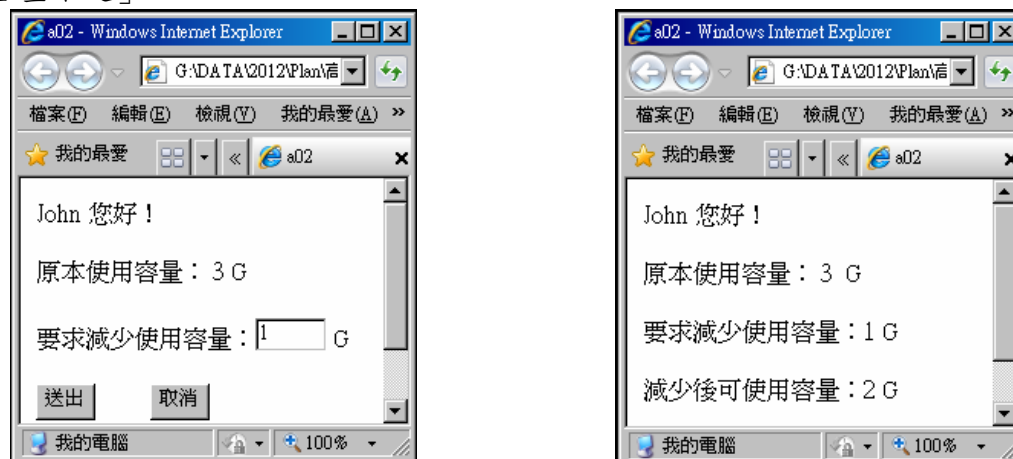 a02 - Windows Internet Explorer
G:\DATA\2012\Plan\
檔案(F) 編輯(E) 檢視(V) 我的最愛(A) »
我的最愛 « a02
John 您好！
原本使用容量：3 G
要求減少使用容量：1 G
送出 取消
我的電腦 100%
a02 - Windows Internet Explorer
G:\DATA\2012\Plan\
檔案(F) 編輯(E) 檢視(V) 我的最愛(A) »
我的最愛 « a02
John 您好！
原本使用容量：3 G
要求減少使用容量：1 G
減少後可使用容量：2 G
我的電腦 100%